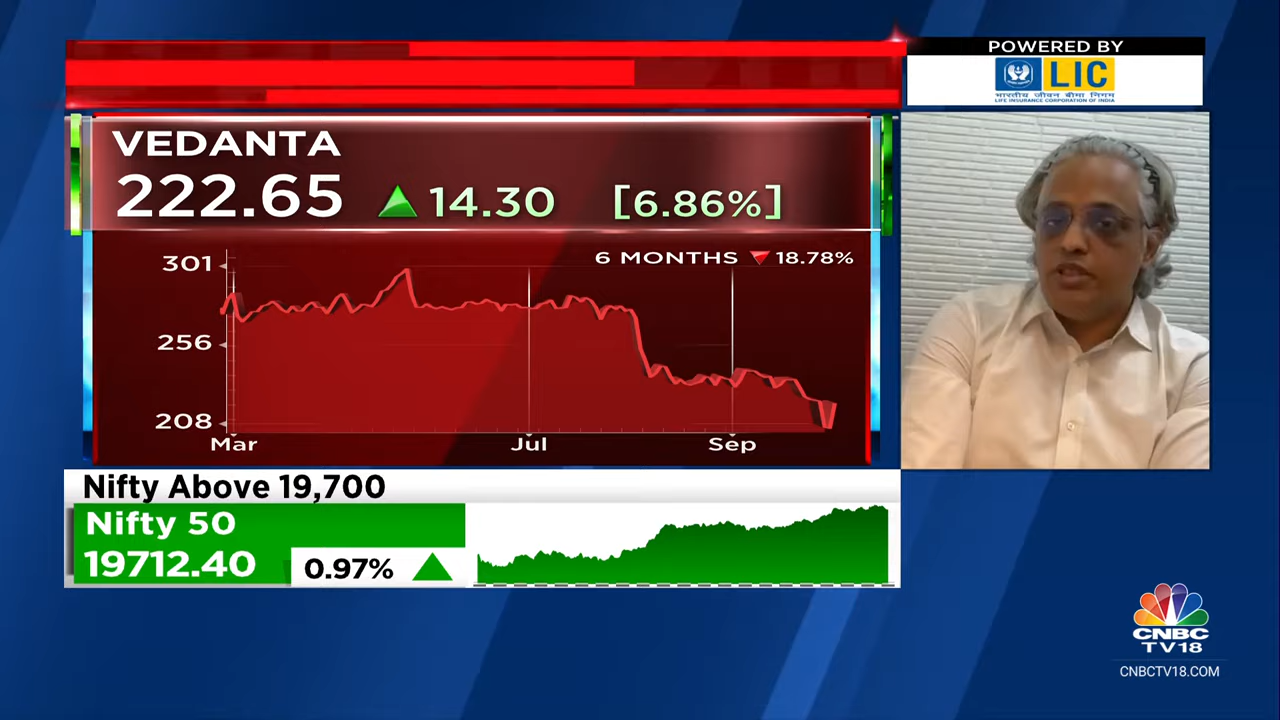 POWERED BY
LIC
भारतीय जीवन बीमा निगम
LIFE INSURANCE CORPORATION OF INDIA
VEDANTA
222.65 ▲ 14.30 [6.86%]
6 MONTHS ▼ 18.78%
301
256
208
Mar Jul Sep
Nifty Above 19,700
Nifty 50
19712.40 0.97% ▲
CNBC
TV18
CNBCTV18.COM